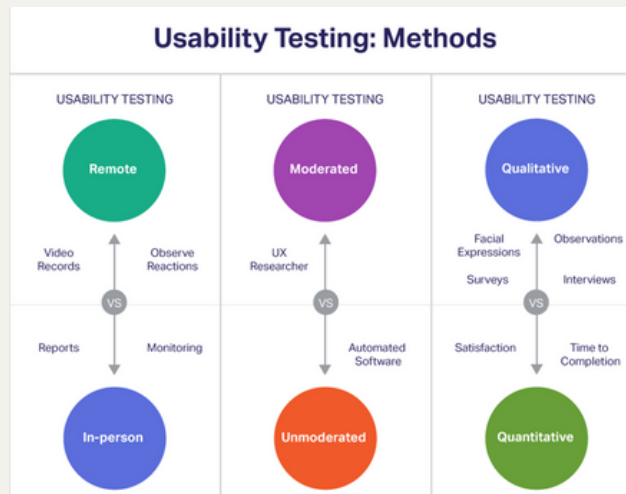 Usability Testing: Methods
USABILITY TESTING
Remote
Video
Records
Observe
Reactions
VS
Reports
Monitoring
In-person
USABILITY TESTING
Moderated
UX
Researcher
VS
Automated
Software
Unmoderated
USABILITY TESTING
Qualitative
Facial
Expressions
Observations
Surveys
Interviews
VS
Satisfaction
Time to
Completion
Quantitative